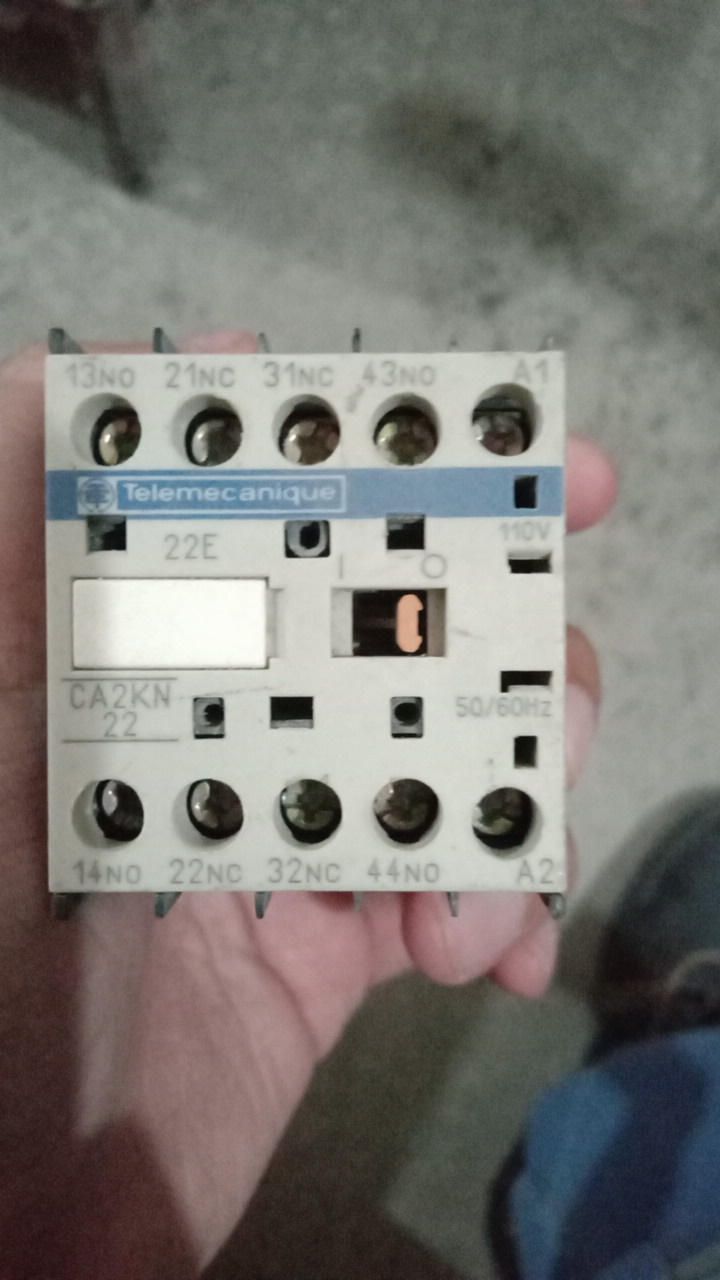 13NO 21NC 31NC 43NO A1
Telemecanique
22E
110V
I O
CA2KN
22
50/60Hz
14NO 22NC 32NC 44NO A2